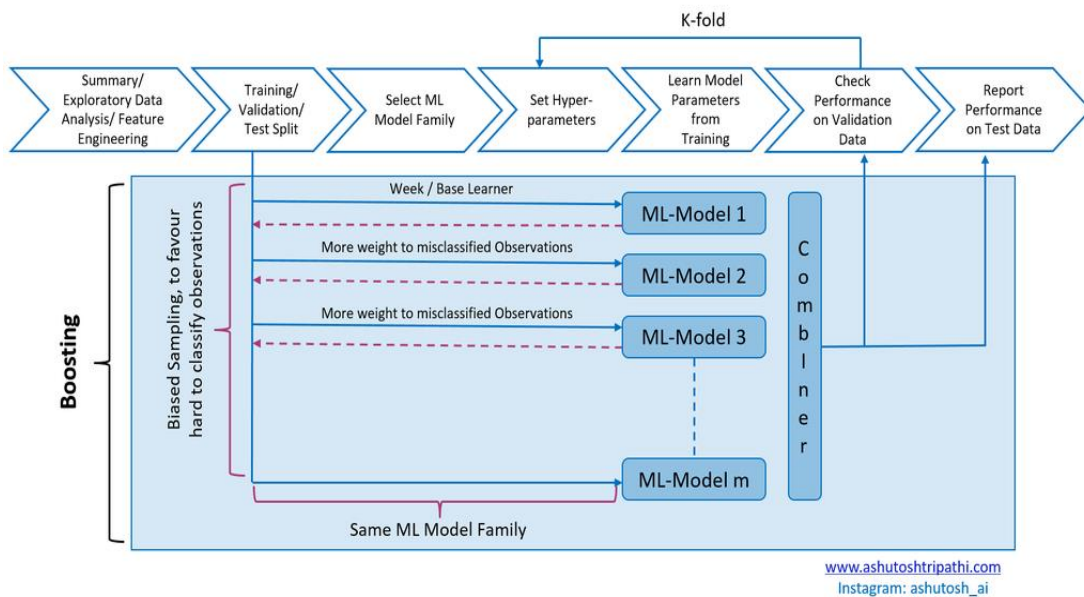 K-fold
Summary/
Exploratory Data
Analysis/ Feature
Engineering
Training/
Validation/
Test Split
Select ML
Model Family
Set Hyper-
parameters
Learn Model
Parameters
from
Training
Check
Performance
on Validation
Data
Report
Performance
on Test Data
Boosting
Biased Sampling, to favour
hard to classify observations
Week / Base Learner
ML-Model 1
More weight to misclassified Observations
ML-Model 2
More weight to misclassified Observations
ML-Model 3
ML-Model m
CombIner
Same ML Model Family
www.ashutoshtripathi.com
Instagram: ashutosh_ai